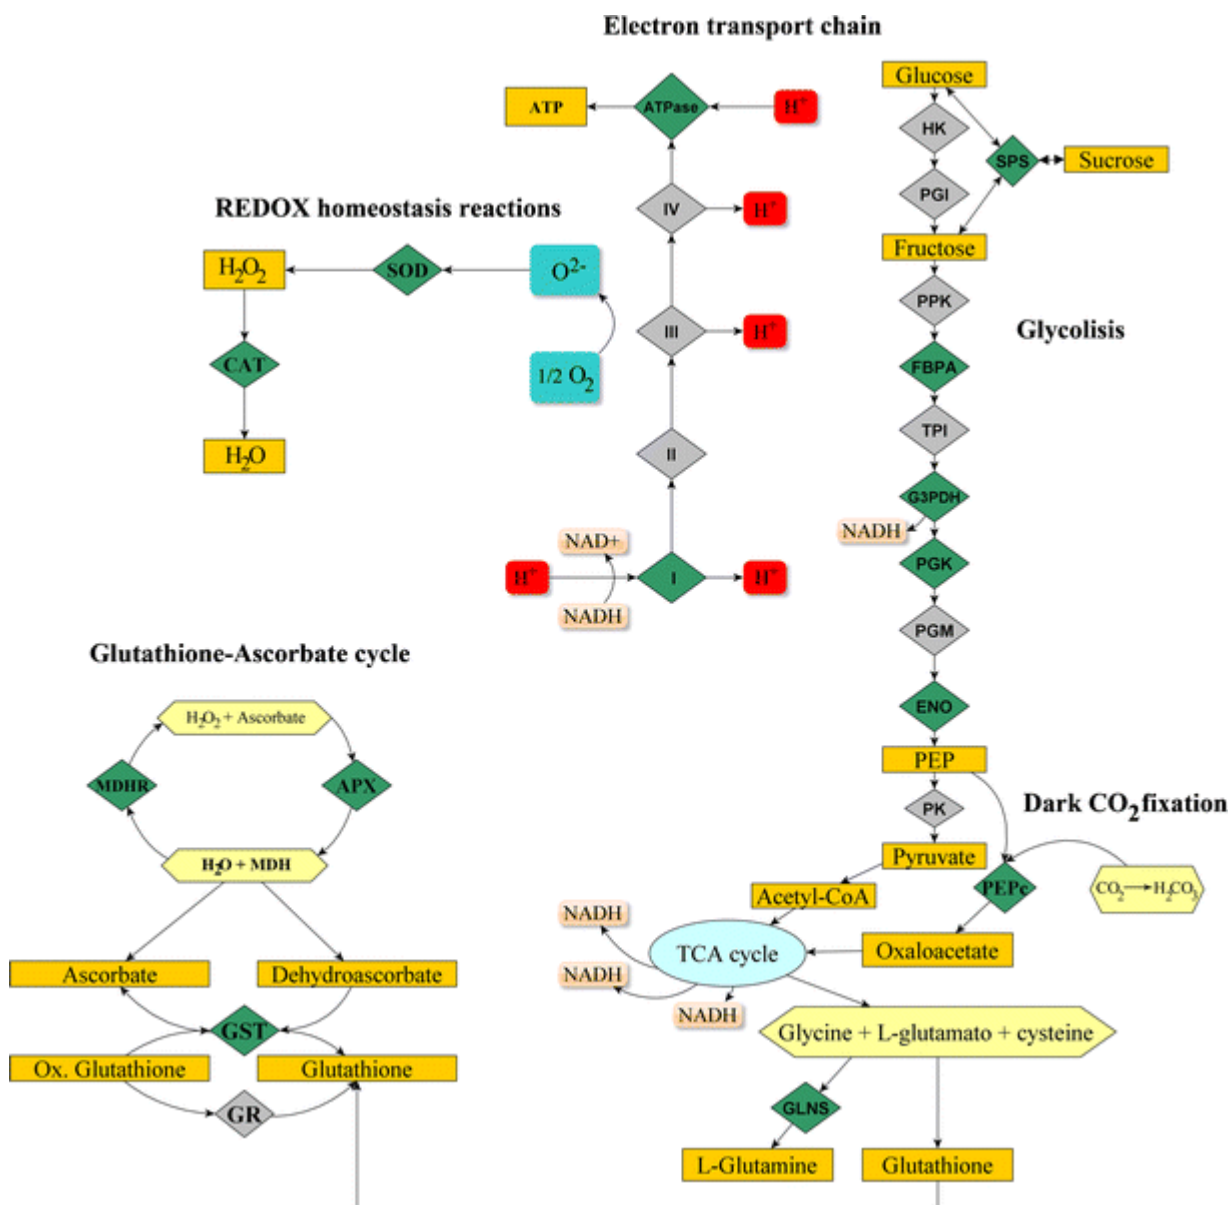 Electron transport chain
ATP
ATPase
H+
Glucose
HK
SPS
Sucrose
PGI
Fructose
IV
H+
REDOX homeostasis reactions
H2O2
SOD
O2-
PPK
Glycolisis
III
H+
CAT
1/2 O2
FBPA
TPI
H2O
II
G3PDH
NADH
NAD+
H+
I
H+
PGK
NADH
PGM
Glutathione-Ascorbate cycle
H2O2 + Ascorbate
ENO
MDHR
APX
PEP
Dark CO2 fixation
PK
H2O + MDH
Pyruvate
PEPc
CO2 H2CO3
Acetyl-CoA
NADH
TCA cycle
Oxaloacetate
Ascorbate
Dehydroascorbate
NADH
NADH
GST
Glycine + L-glutamato + cysteine
Ox. Glutathione
Glutathione
GR
GLNS
L-Glutamine
Glutathione